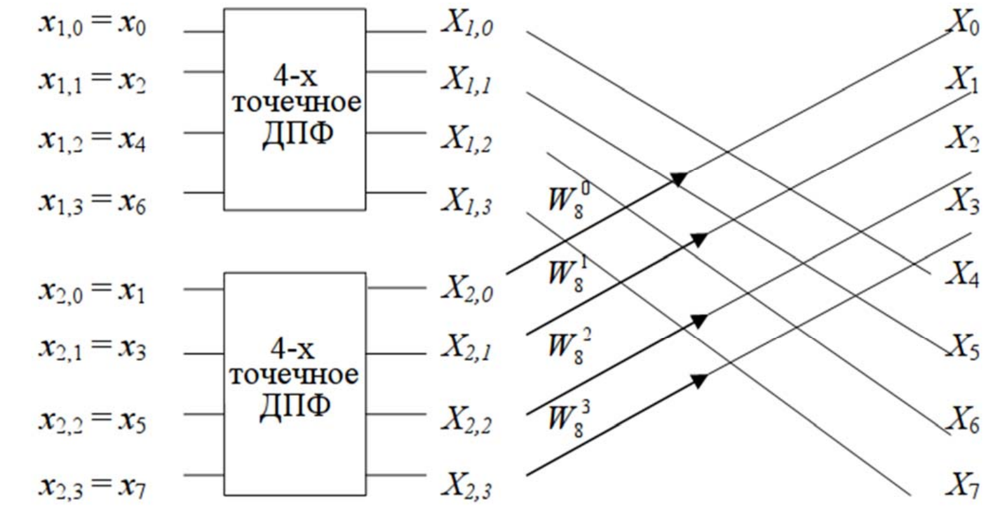 x1,0 = x0
x1,1 = x2
x1,2 = x4
x1,3 = x6
x2,0 = x1
x2,1 = x3
x2,2 = x5
x2,3 = x7
4-х
точечное
ДПФ
4-х
точечное
ДПФ
X1,0
X1,1
X1,2
X1,3
X2,0
X2,1
X2,2
X2,3
W8^0
W8^1
W8^2
W8^3
X0
X1
X2
X3
X4
X5
X6
X7